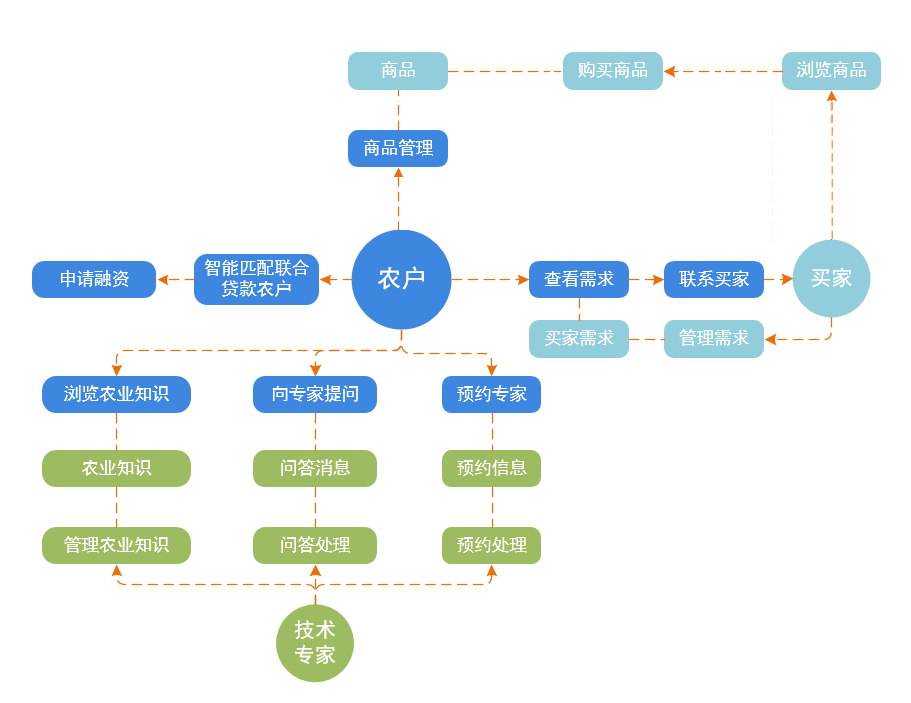 商品
购买商品
浏览商品
商品管理
申请融资
智能匹配联合
贷款农户
农户
查看需求
联系买家
买家
买家需求
管理需求
浏览农业知识
向专家提问
预约专家
农业知识
问答消息
预约信息
管理农业知识
问答处理
预约处理
技术
专家